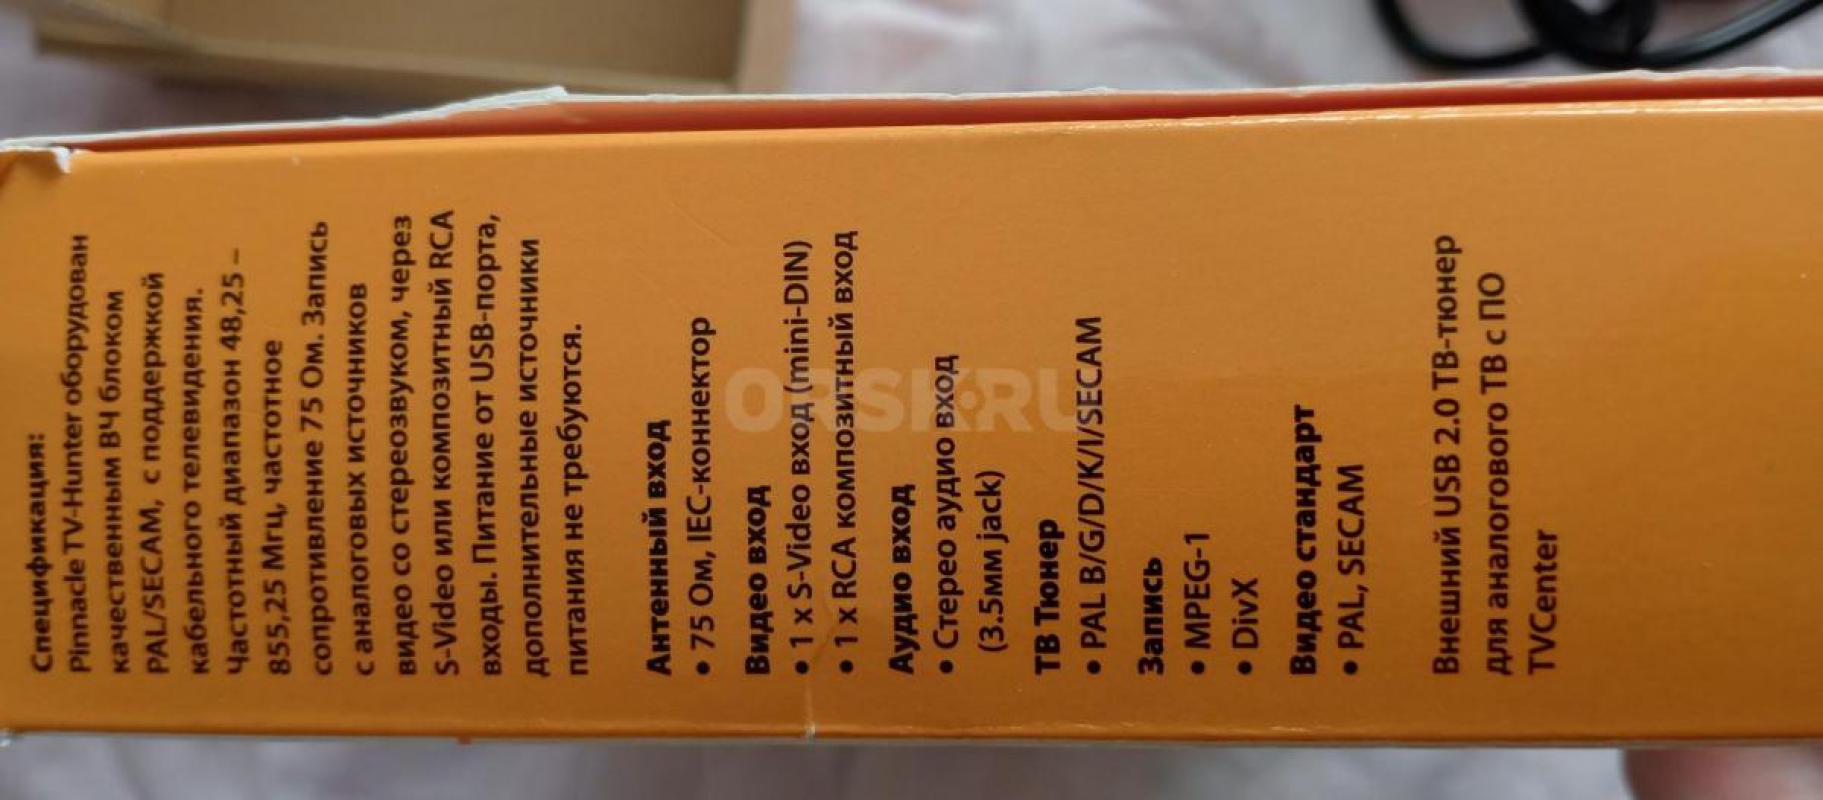 Спецификация:
Pinnacle TV-Hunter оборудован
качественным ВЧ блоком
PAL/SECAM, с поддержкой
кабельного телевидения.
Частотный диапазон 48,25 –
855,25 Мгц, частотное
сопротивление 75 Ом. Запись
с аналоговых источников
видео со стереозвуком, через
S-Video или композитный RCA
входы. Питание от USB-порта,
дополнительные источники
питания не требуются.
Антенный вход
• 75 Ом, IEC-коннектор
Видео вход
• 1 x S-Video вход (mini-DIN)
• 1 x RCA композитный вход
Аудио вход
• Стерео аудио вход
(3.5мм jack)
ТВ Тюнер
• PAL B/G/D/K/I/SECAM
Запись
• MPEG-1
• DivX
Видео стандарт
• PAL, SECAM
Внешний USB 2.0 ТВ-тюнер
для аналогового ТВ с ПО
TVCenter
ORSK.RU